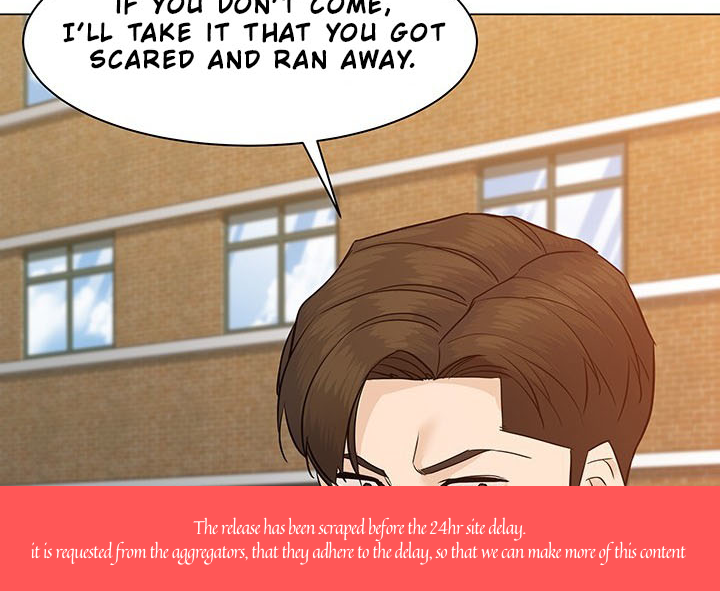 IF YOU DON'T COME,
I'LL TAKE IT THAT YOU GOT
SCARED AND RAN AWAY.
The release has been scraped before the 24hr site delay.
it is requested from the aggregators, that they adhere to the delay, so that we can make more of this content